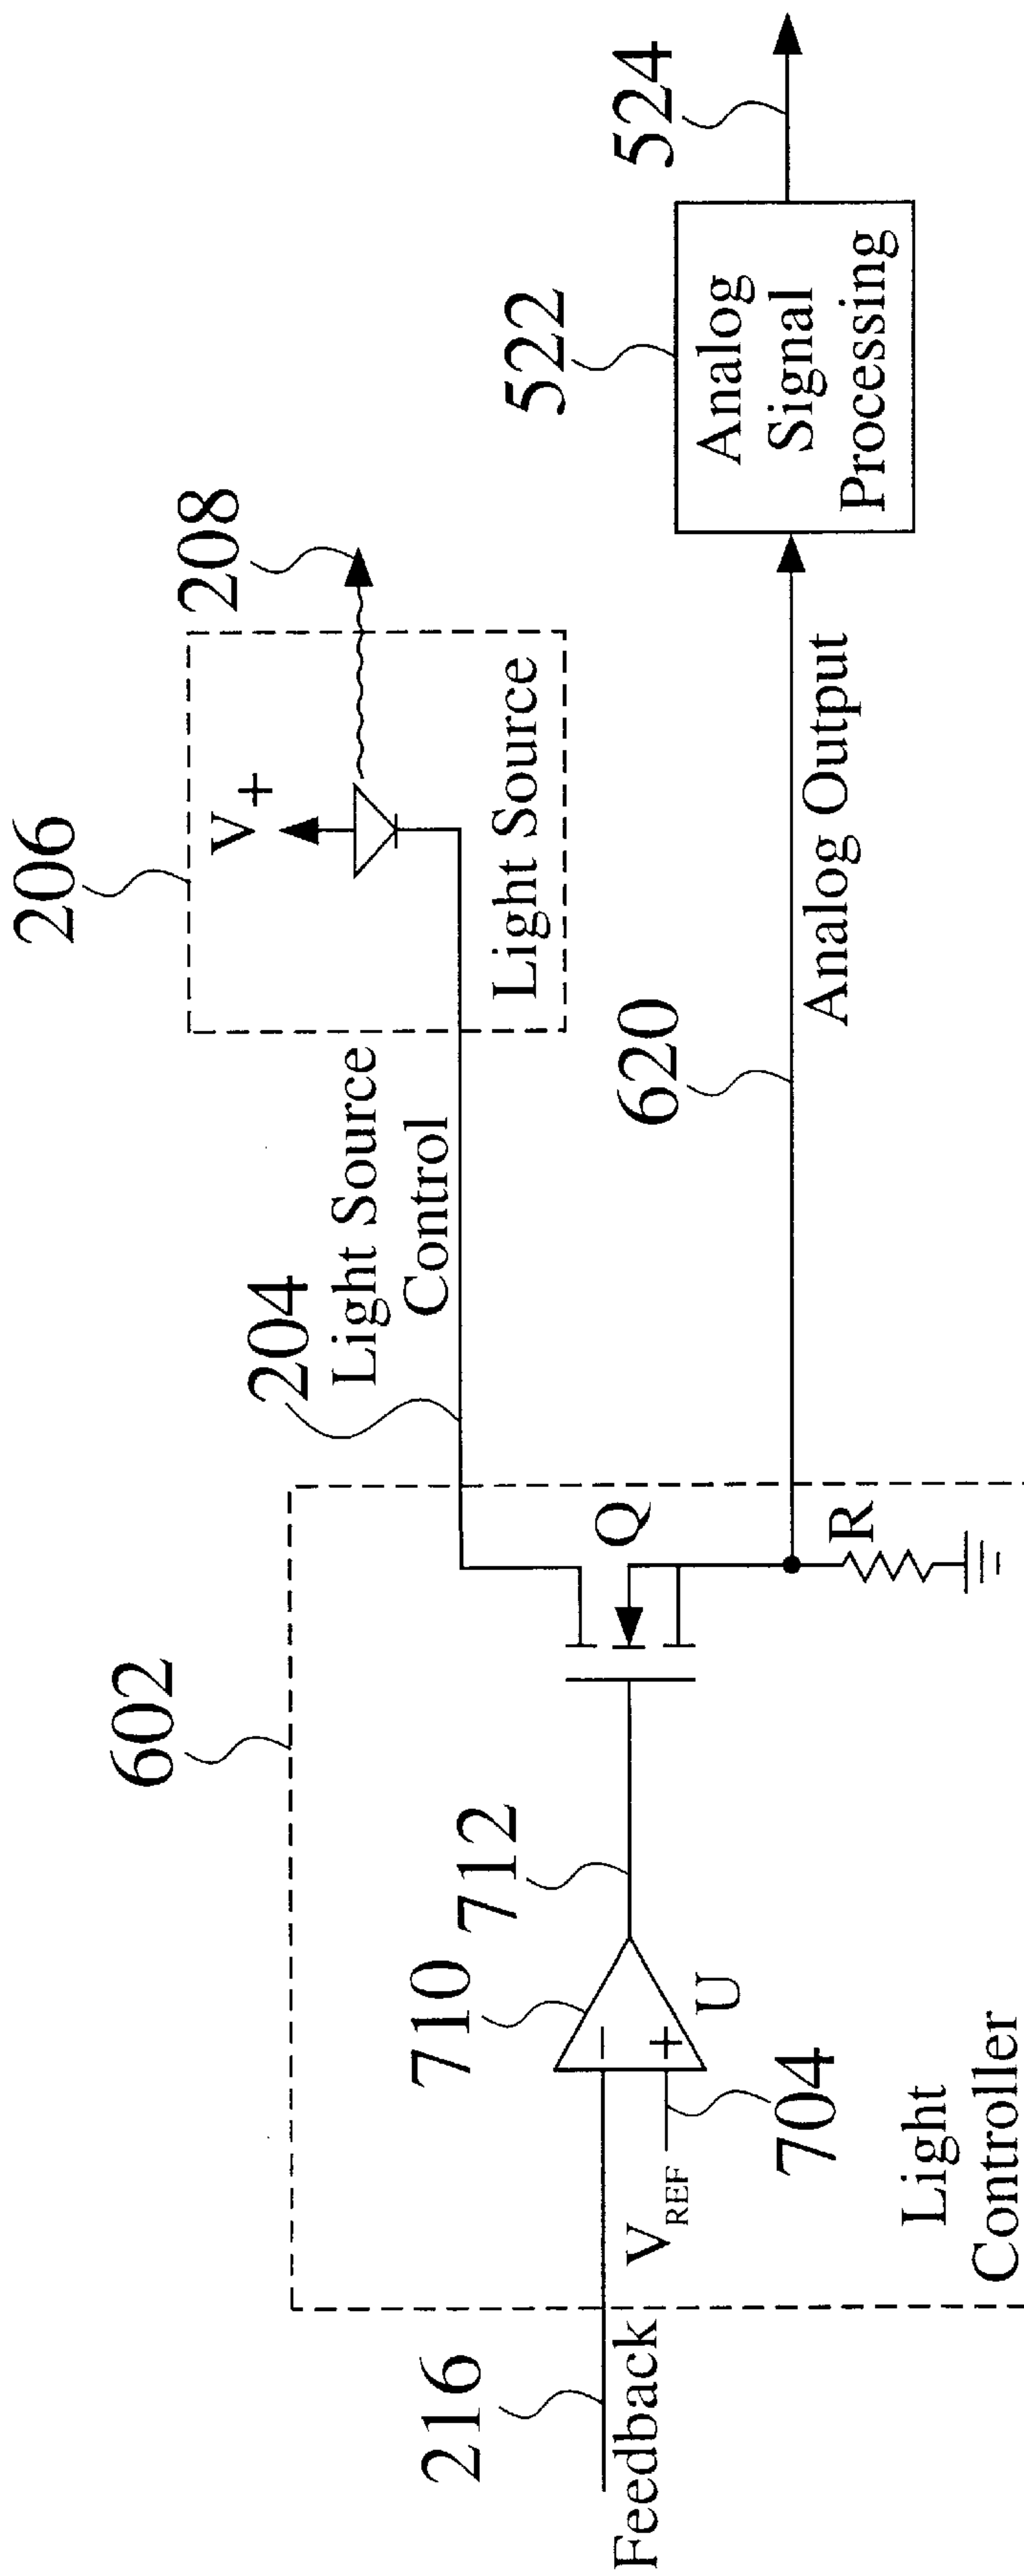 206
208
V+
Light Source
204
Light Source
Control
602
710
712
Q
216
Feedback
VREF
704
U
R
Light
Controller
620
Analog Output
522
Analog
Signal
Processing
524